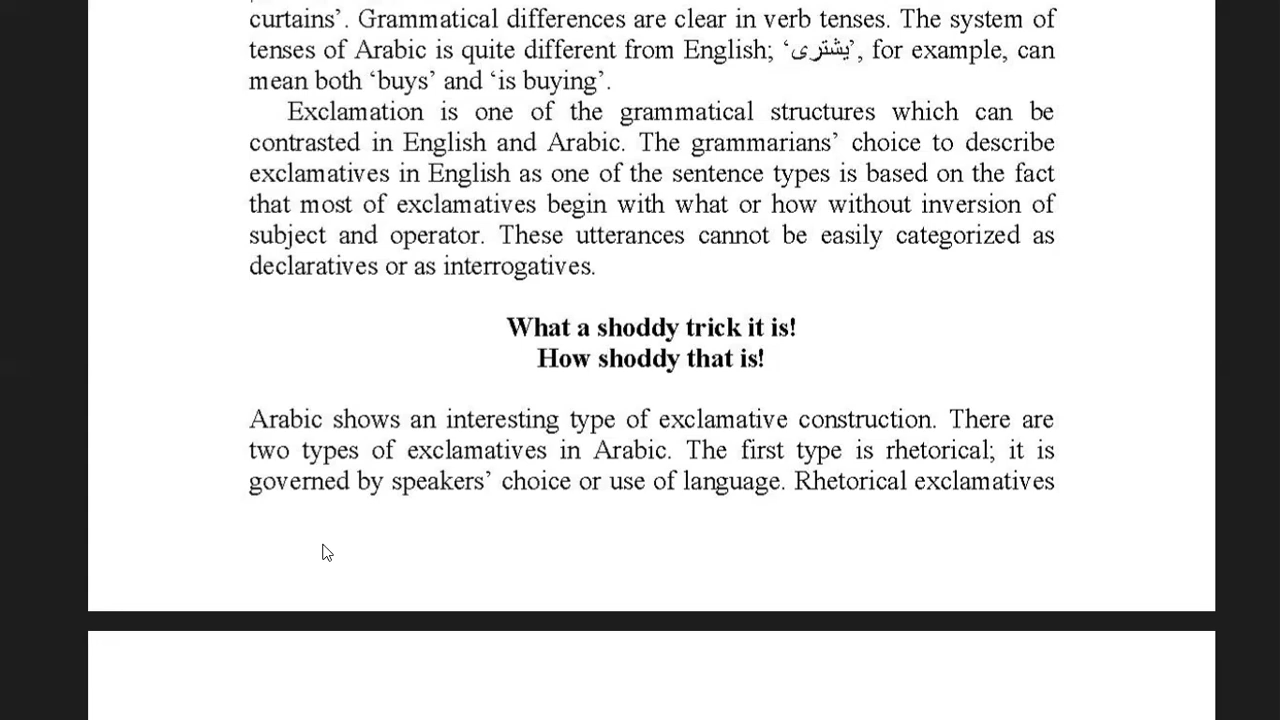 curtains’. Grammatical differences are clear in verb tenses. The system of
tenses of Arabic is quite different from English; ‘يشترى’, for example, can
mean both ‘buys’ and ‘is buying’.
Exclamation is one of the grammatical structures which can be
contrasted in English and Arabic. The grammarians’ choice to describe
exclamatives in English as one of the sentence types is based on the fact
that most of exclamatives begin with what or how without inversion of
subject and operator. These utterances cannot be easily categorized as
declaratives or as interrogatives.
What a shoddy trick it is!
How shoddy that is!
Arabic shows an interesting type of exclamative construction. There are
two types of exclamatives in Arabic. The first type is rhetorical; it is
governed by speakers’ choice or use of language. Rhetorical exclamatives